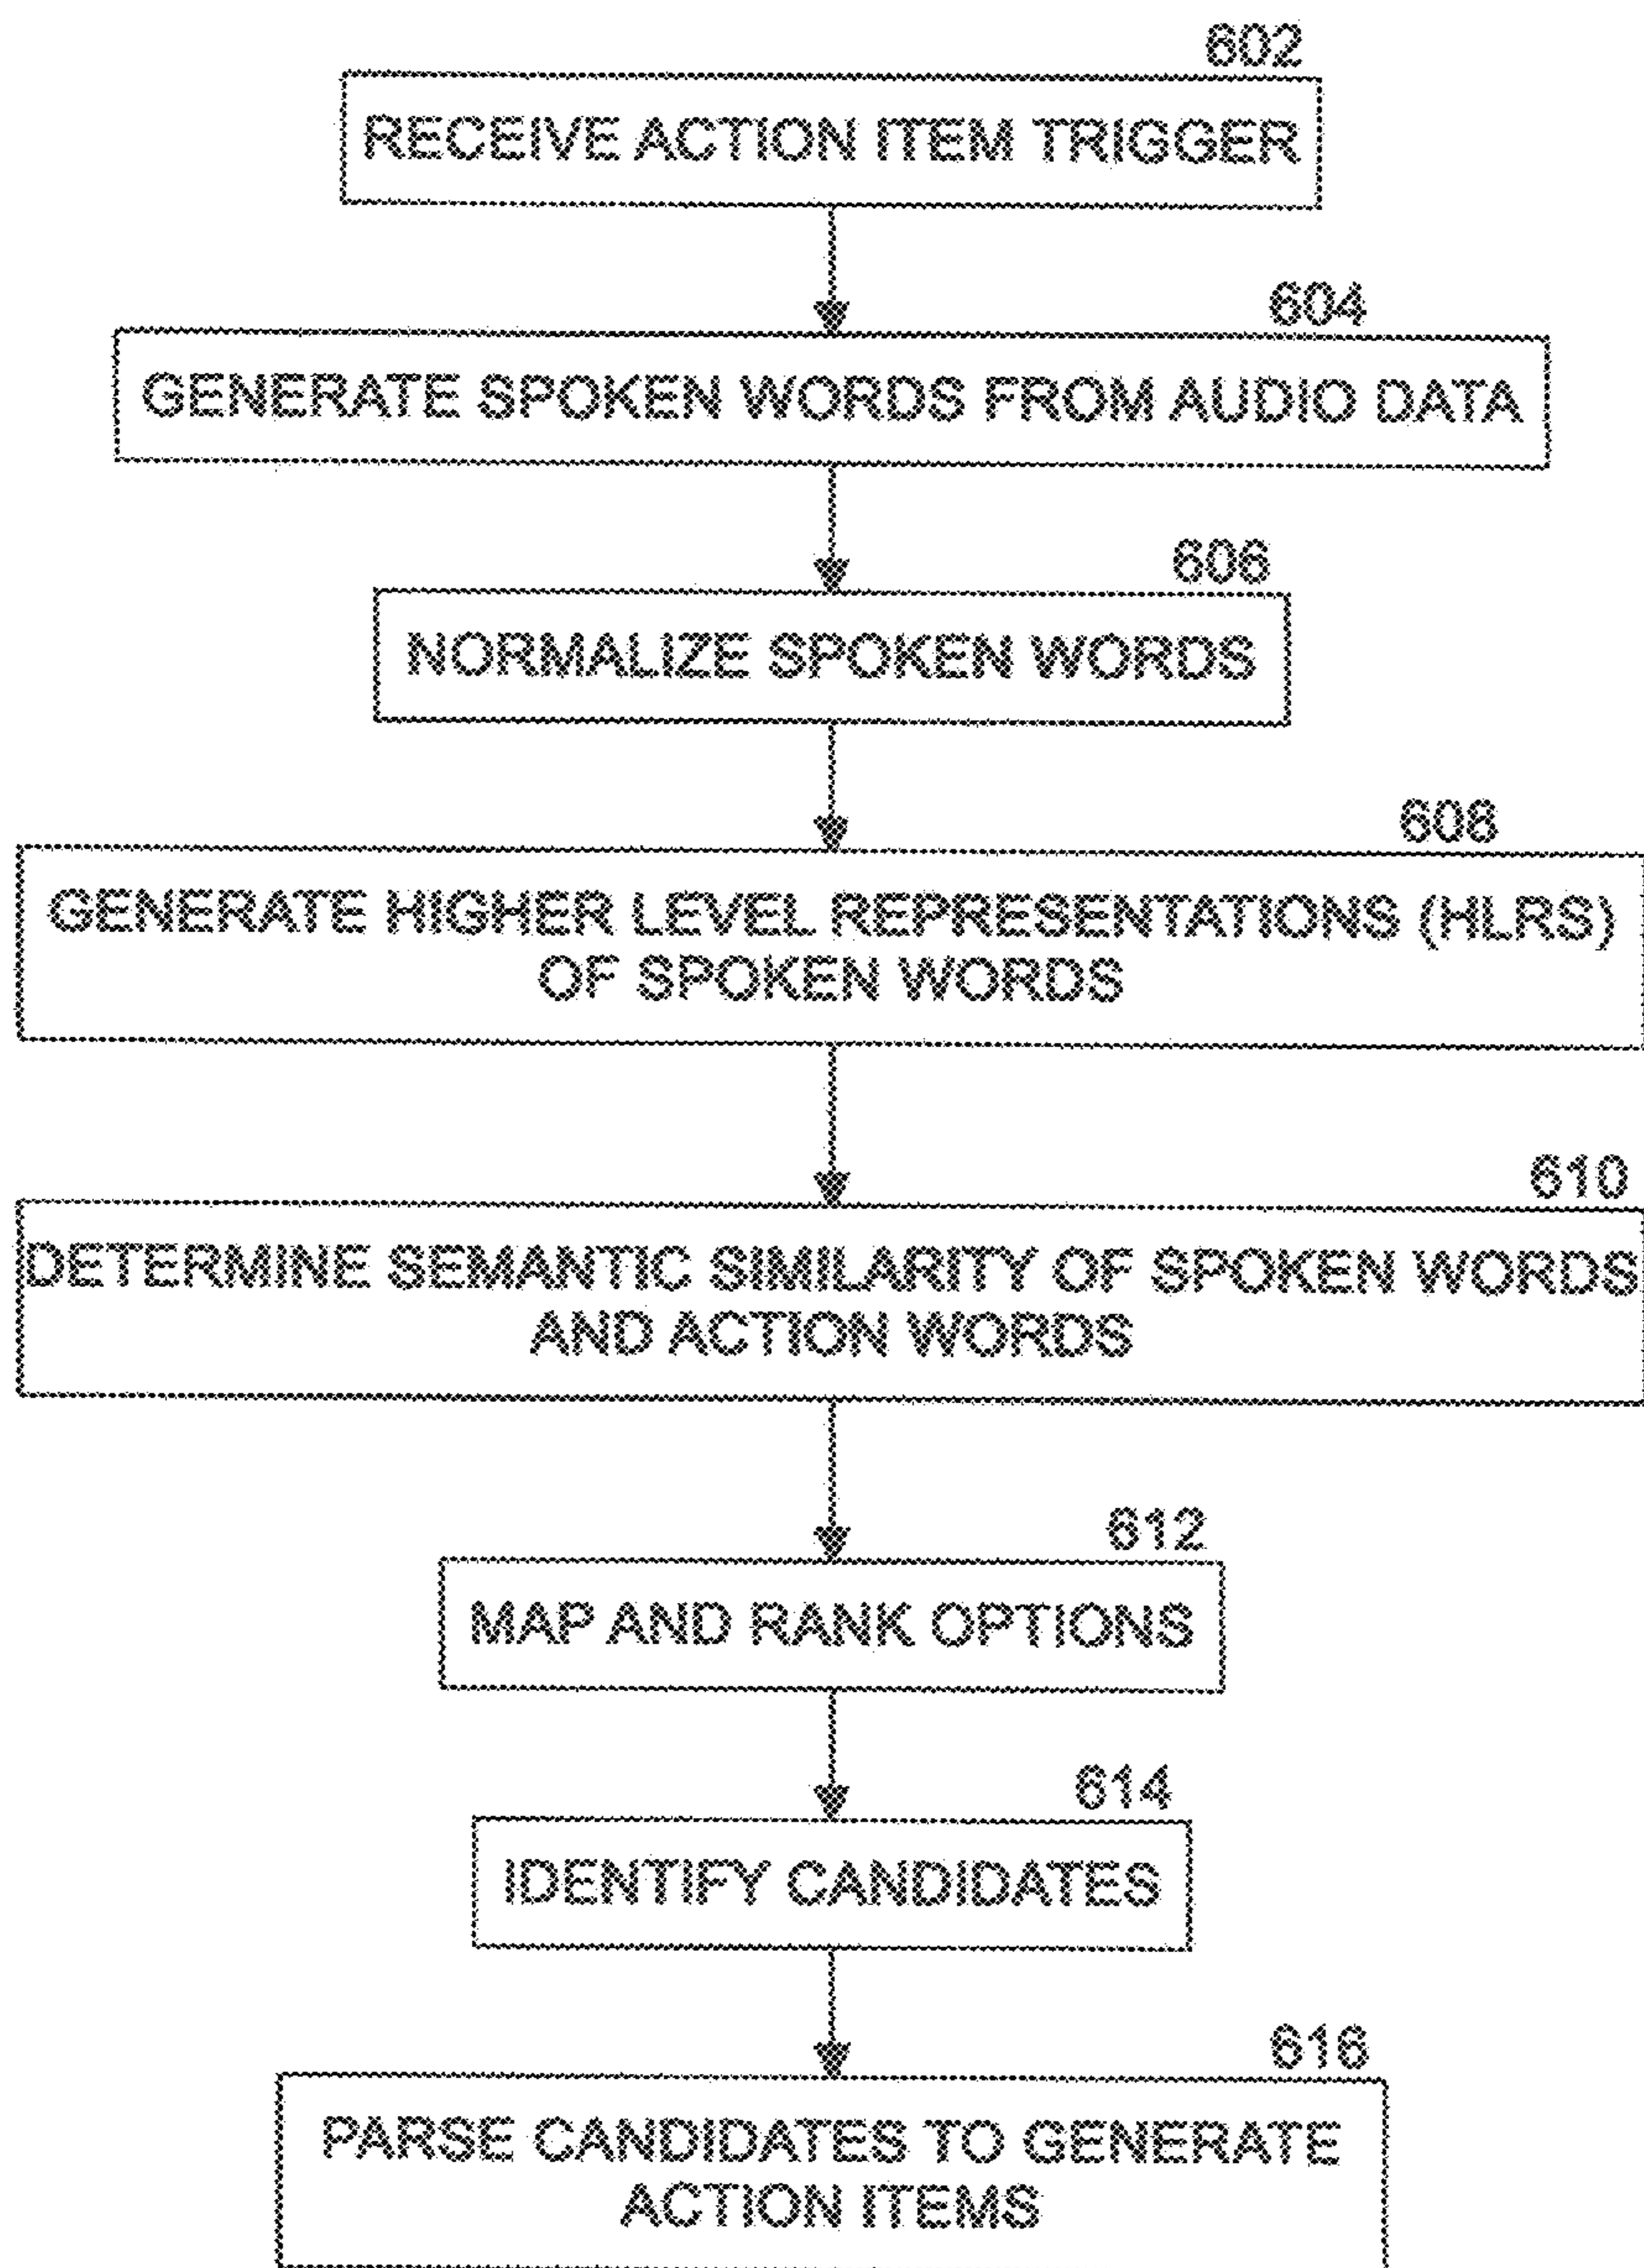 602
RECEIVE ACTION ITEM TRIGGER
604
GENERATE SPOKEN WORDS FROM AUDIO DATA
606
NORMALIZE SPOKEN WORDS
608
GENERATE HIGHER LEVEL REPRESENTATIONS (HLRS)
OF SPOKEN WORDS
610
DETERMINE SEMANTIC SIMILARITY OF SPOKEN WORDS
AND ACTION WORDS
612
MAP AND RANK OPTIONS
614
IDENTIFY CANDIDATES
616
PARSE CANDIDATES TO GENERATE
ACTION ITEMS